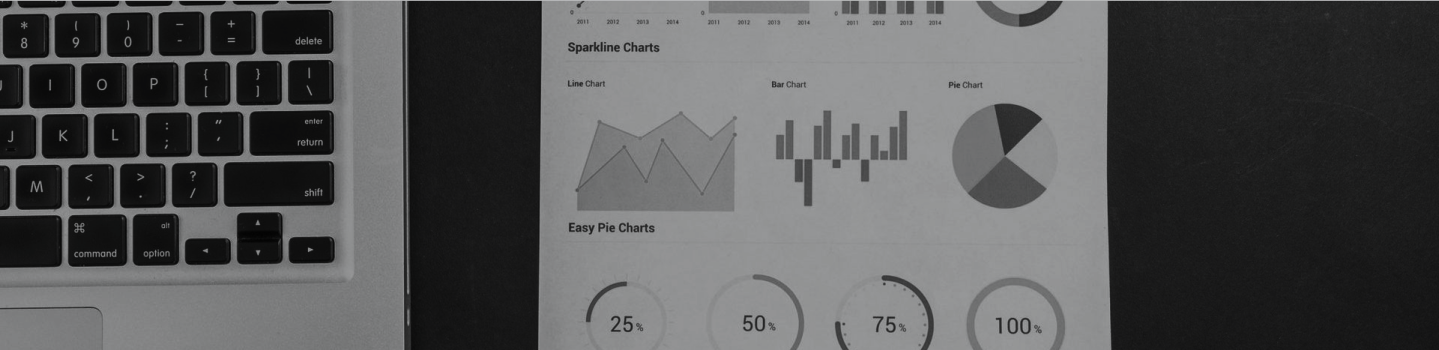 * ( ) _ +
8 9 0 - = delete
I O P { } |
[ ] \
J K L : " enter
; ' return
M < > ? shift
, . /
⌘ alt
command option
0 0 0
2011 2012 2013 2014 2011 2012 2013 2014 2011 2012 2013 2014
Sparkline Charts
Line Chart Bar Chart Pie Chart
Easy Pie Charts
25% 50% 75% 100%